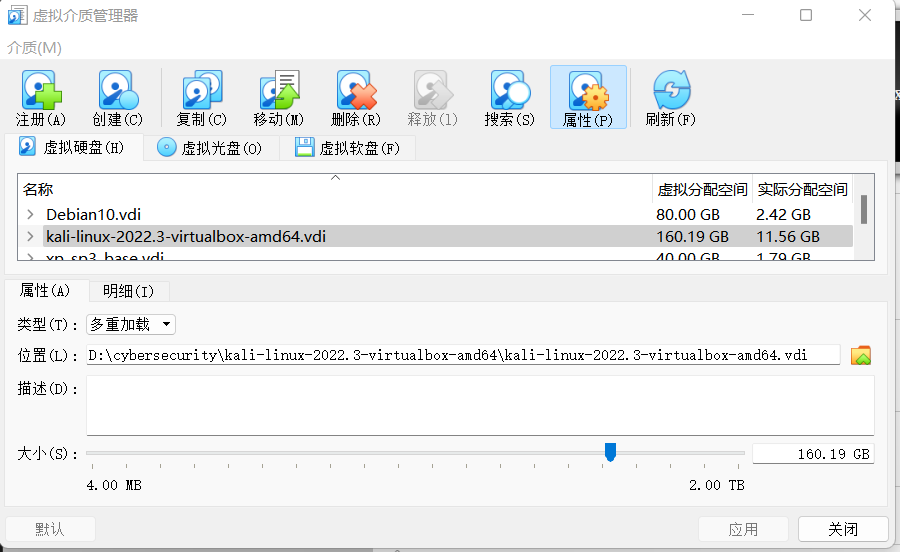 虚拟介质管理器
介质(M)
注册(A) 创建(C) 复制(C) 移动(M) 删除(R) 释放(l) 搜索(S) 属性(P) 刷新(F)
虚拟硬盘(H) 虚拟光盘(O) 虚拟软盘(F)
名称 虚拟分配空间 实际分配空间
Debian10.vdi 80.00 GB 2.42 GB
kali-linux-2022.3-virtualbox-amd64.vdi 160.19 GB 11.56 GB
xp_sp3_base.vdi 40.00 GB 1.79 GB
属性(A) 明细(I)
类型(T): 多重加载
位置(L): D:\cybersecurity\kali-linux-2022.3-virtualbox-amd64\kali-linux-2022.3-virtualbox-amd64.vdi
描述(D):
大小(S): 160.19 GB
4.00 MB 2.00 TB
默认 应用 关闭